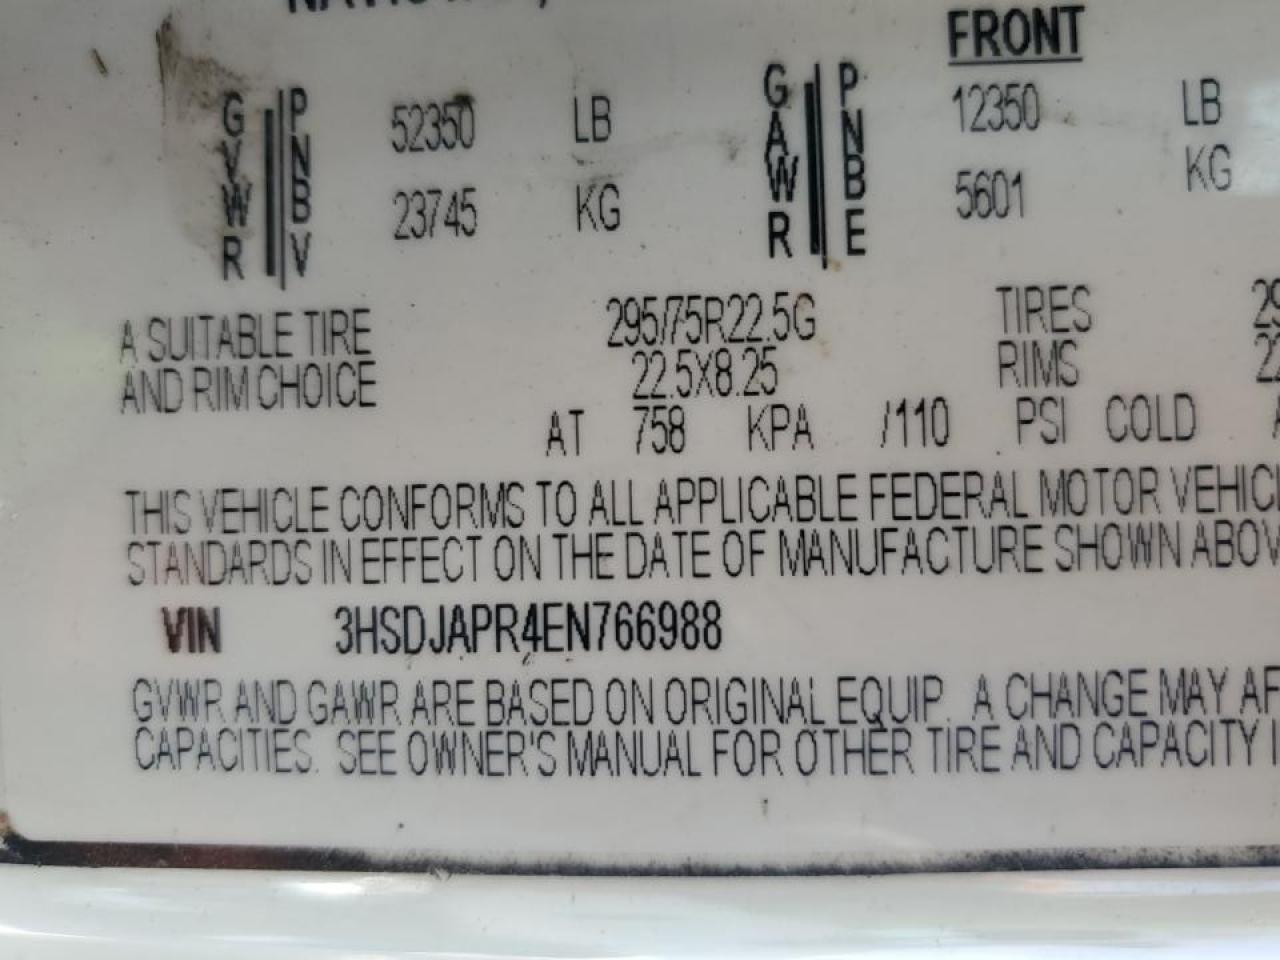 FRONT
GVWR PNBV 52350 LB GAWR PNBE 12350 LB
23745 KG 5601 KG
A SUITABLE TIRE 295/75R22.5G TIRES
AND RIM CHOICE 22.5X8.25 RIMS
AT 758 KPA /110 PSI COLD
THIS VEHICLE CONFORMS TO ALL APPLICABLE FEDERAL MOTOR VEHIC
STANDARDS IN EFFECT ON THE DATE OF MANUFACTURE SHOWN ABOV
VIN 3HSDJAPR4EN766988
GVWR AND GAWR ARE BASED ON ORIGINAL EQUIP. A CHANGE MAY AF
CAPACITIES. SEE OWNER'S MANUAL FOR OTHER TIRE AND CAPACITY I